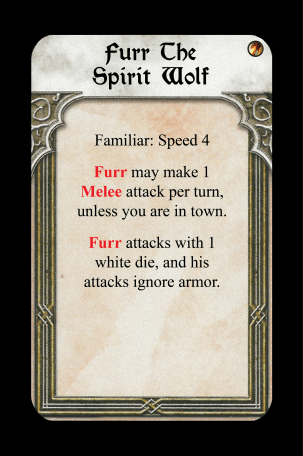 Furr The
Spirit Wolf
Familiar: Speed 4
Furr may make 1
Melee attack per turn,
unless you are in town.
Furr attacks with 1
white die, and his
attacks ignore armor.